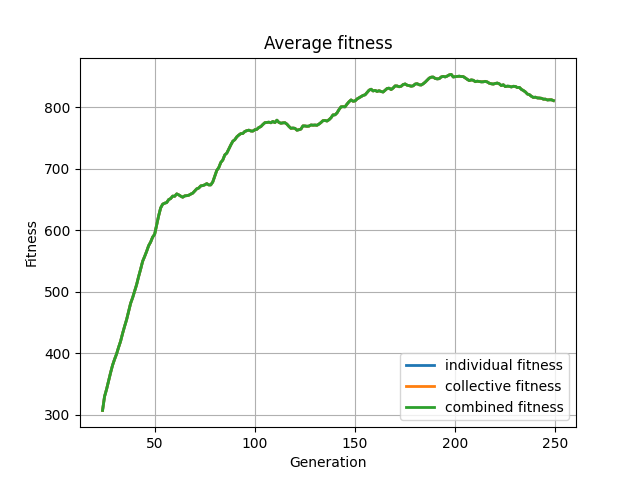 Average fitness
Fitness
800
700
600
500
400
300
50 100 150 200 250
Generation
individual fitness
collective fitness
combined fitness